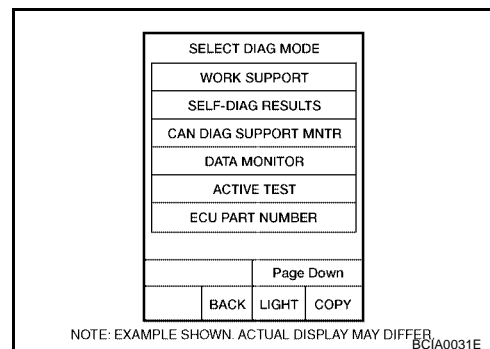 SELECT DIAG MODE
WORK SUPPORT
SELF-DIAG RESULTS
CAN DIAG SUPPORT MNTR
DATA MONITOR
ACTIVE TEST
ECU PART NUMBER
Page Down
BACK LIGHT COPY
NOTE: EXAMPLE SHOWN. ACTUAL DISPLAY MAY DIFFER
BCIA0031E